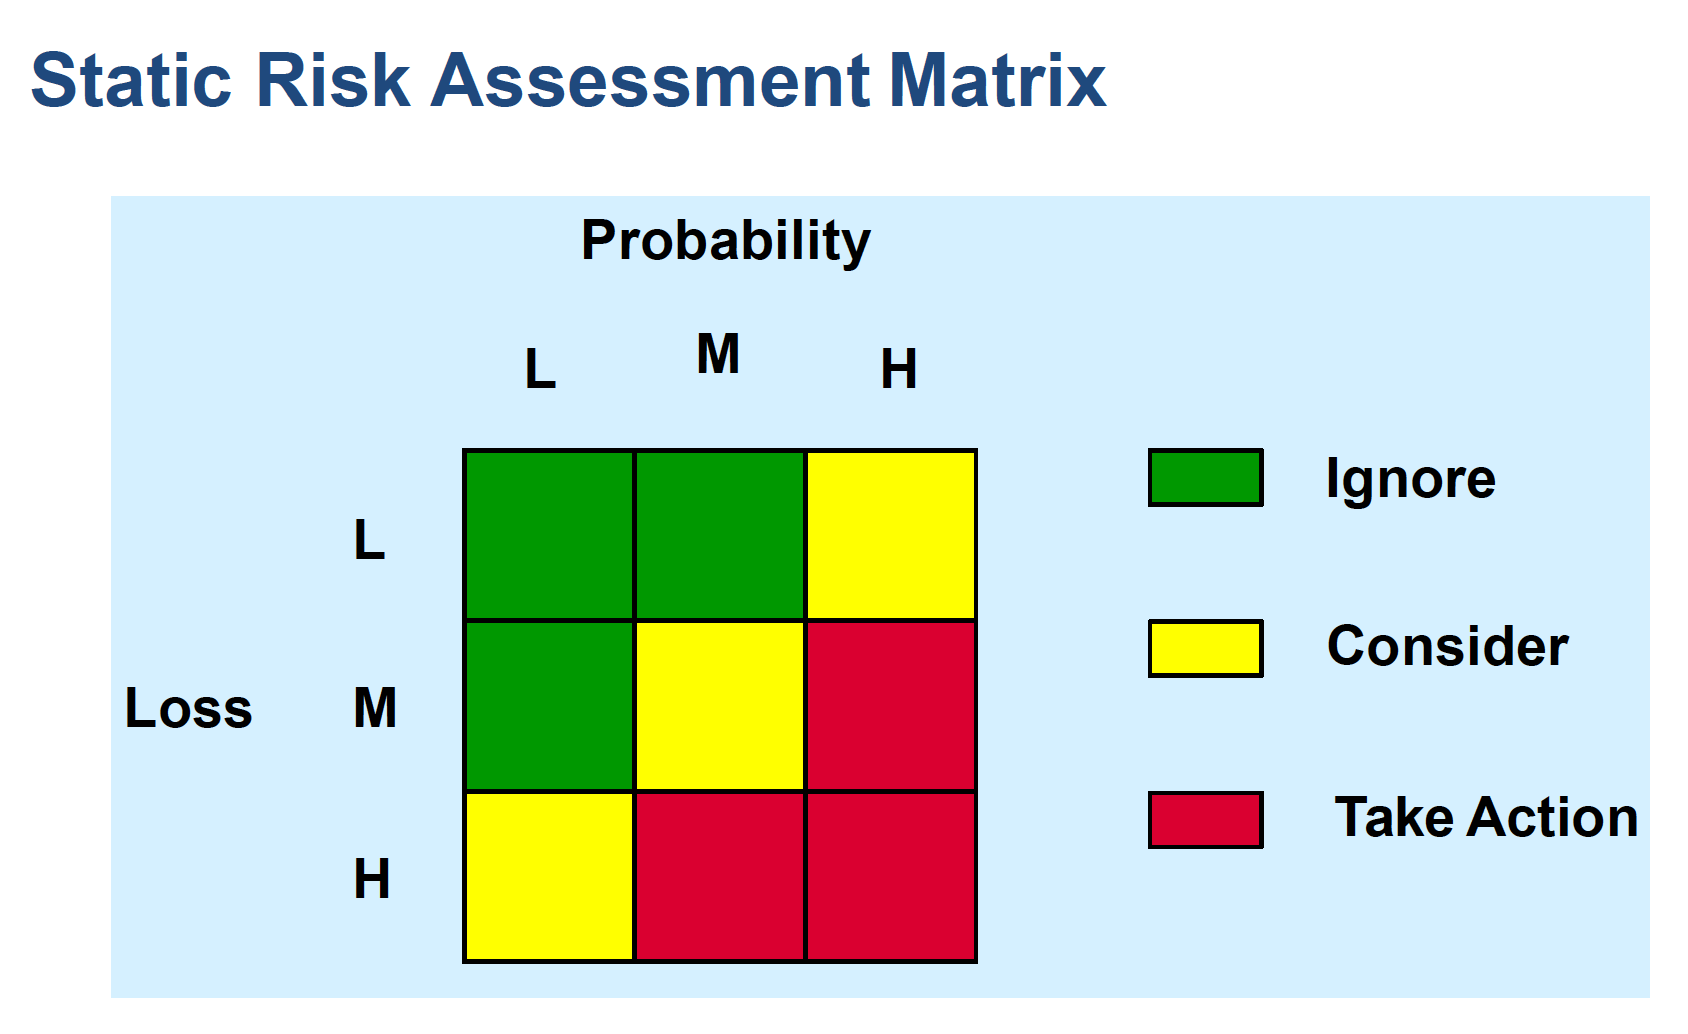 Static Risk Assessment Matrix
Probability
L M H
L
Loss M
H
Ignore
Consider
Take Action